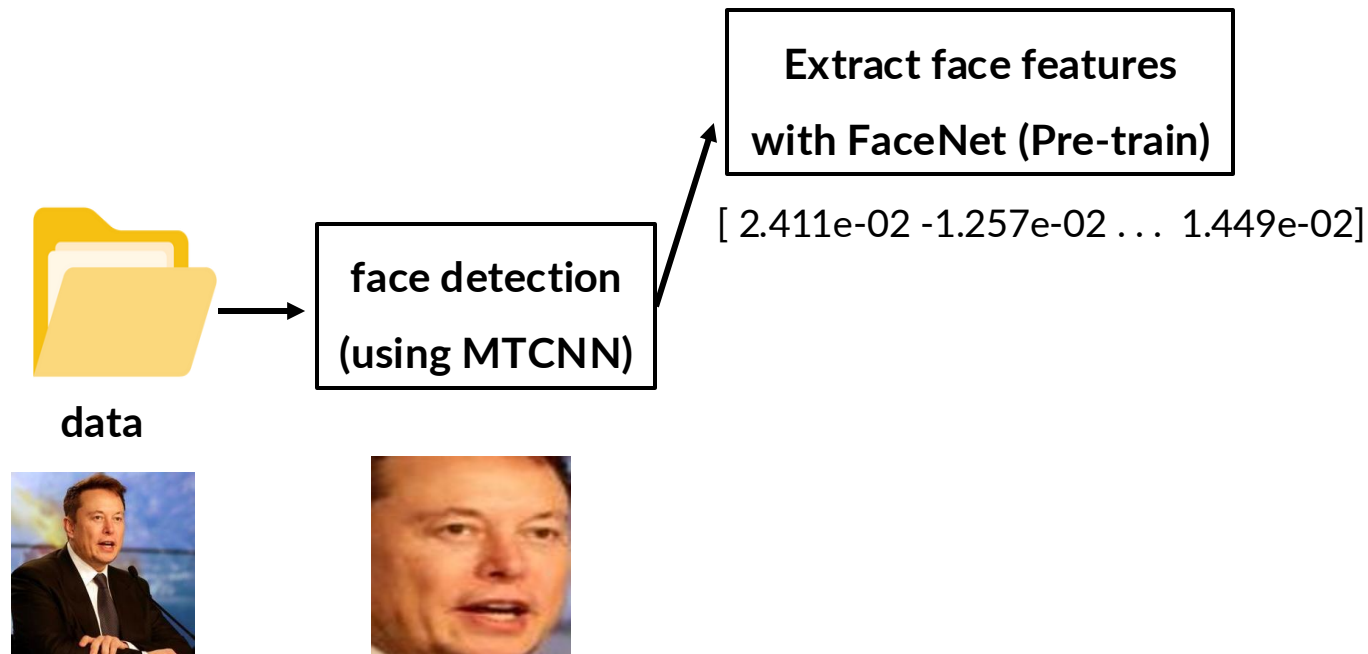 Extract face features
with FaceNet (Pre-train)
[ 2.411e-02 -1.257e-02 . . .  1.449e-02]
face detection
(using MTCNN)
data